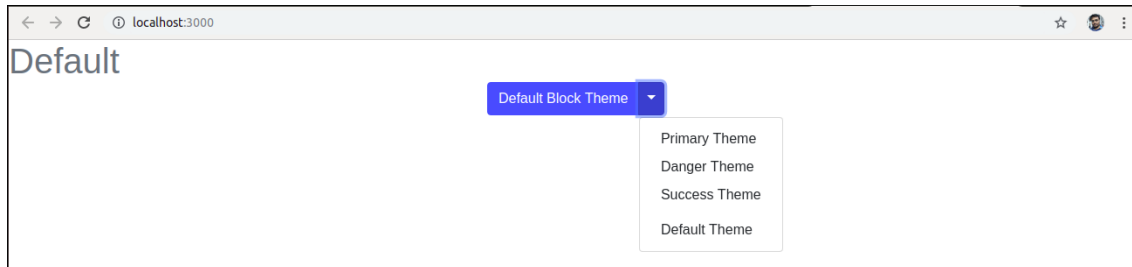 localhost:3000
Default
Default Block Theme
Primary Theme
Danger Theme
Success Theme
Default Theme